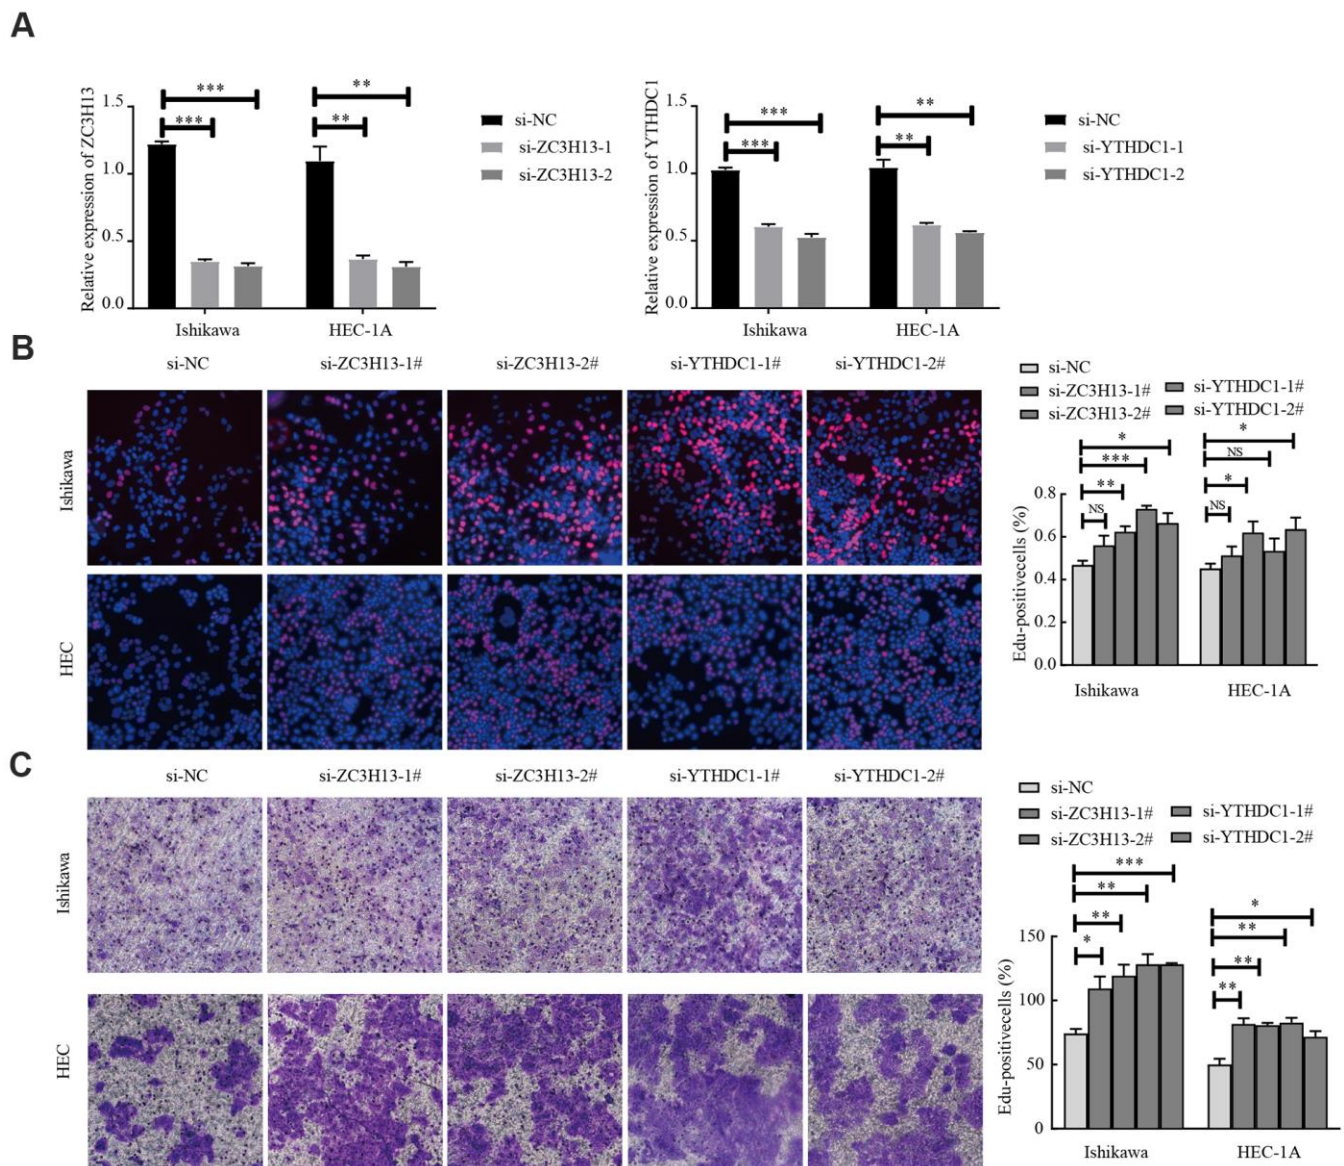 A
Relative expression of ZC3H13
1.5
1.0
0.5
0.0
***
***
**
**
Ishikawa
HEC-1A
si-NC
si-ZC3H13-1
si-ZC3H13-2
Relative expression of YTHDC1
1.5
1.0
0.5
0.0
***
***
**
**
Ishikawa
HEC-1A
si-NC
si-YTHDC1-1
si-YTHDC1-2
B
si-NC
si-ZC3H13-1#
si-ZC3H13-2#
si-YTHDC1-1#
si-YTHDC1-2#
Ishikawa
HEC
si-NC
si-ZC3H13-1#
si-YTHDC1-1#
si-ZC3H13-2#
si-YTHDC1-2#
*
***
**
NS
*
NS
*
NS
Edu-positivecells (%)
0.8
0.6
0.4
0.2
0.0
Ishikawa
HEC-1A
C
si-NC
si-ZC3H13-1#
si-ZC3H13-2#
si-YTHDC1-1#
si-YTHDC1-2#
Ishikawa
HEC
si-NC
si-ZC3H13-1#
si-YTHDC1-1#
si-ZC3H13-2#
si-YTHDC1-2#
***
**
**
*
*
**
**
**
Edu-positivecells (%)
150
100
50
0
Ishikawa
HEC-1A